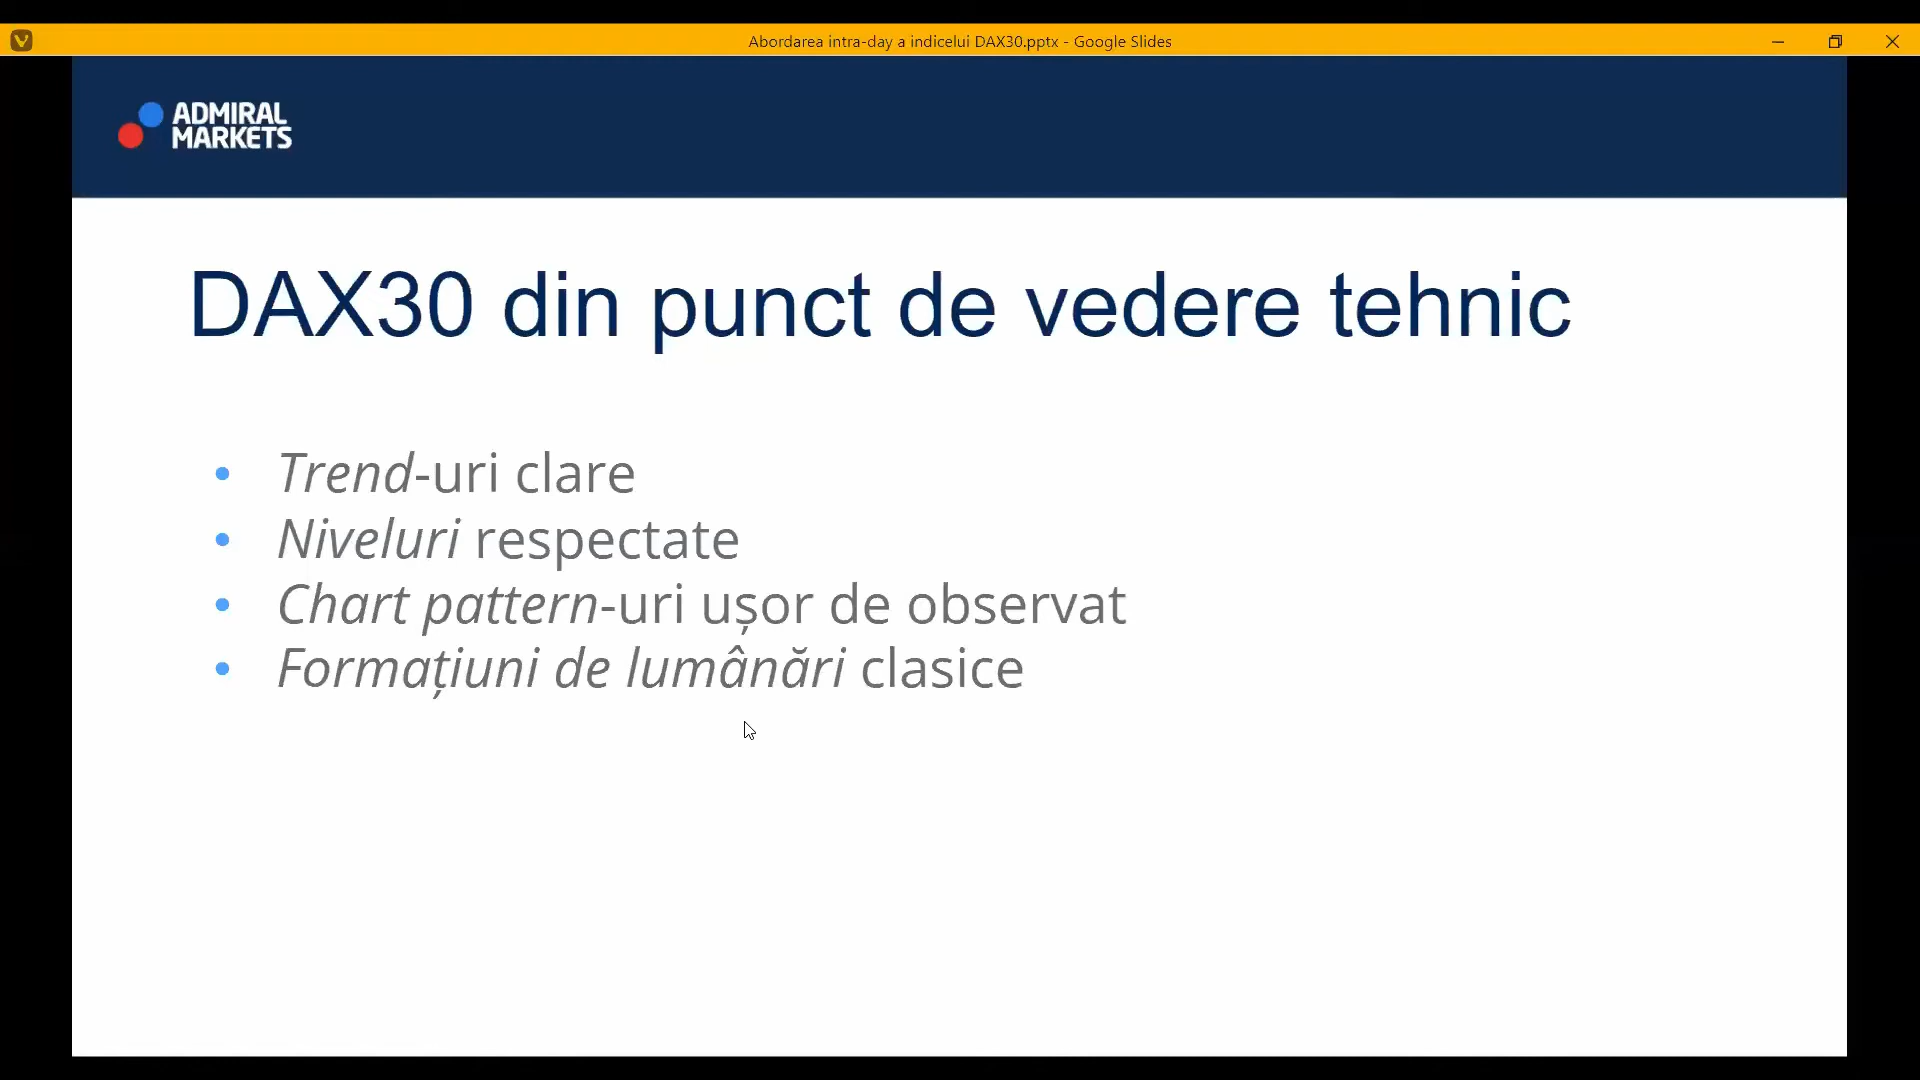 Abordarea intra-day a indicelui DAX30.pptx - Google Slides
ADMIRAL
MARKETS
DAX30 din punct de vedere tehnic
• Trend-uri clare
• Niveluri respectate
• Chart pattern-uri ușor de observat
• Formațiuni de lumânări clasice